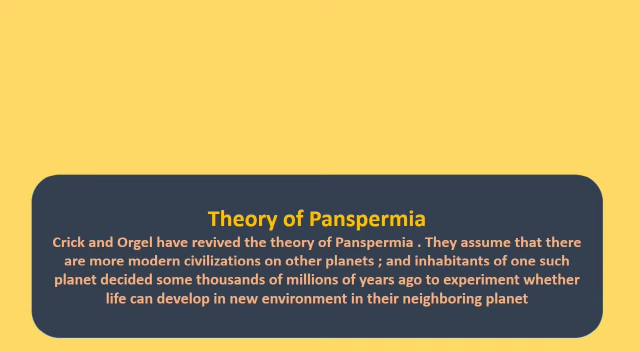 Theory of Panspermia
Crick and Orgel have revived the theory of Panspermia . They assume that there
are more modern civilizations on other planets ; and inhabitants of one such
planet decided some thousands of millions of years ago to experiment whether
life can develop in new environment in their neighboring planet